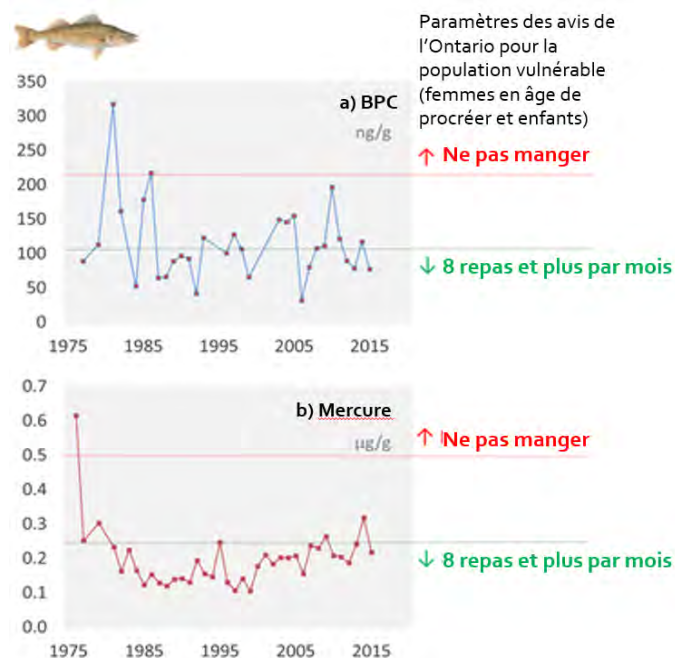 Paramètres des avis de
l'Ontario pour la
population vulnérable
(femmes en âge de
procréer et enfants)
350
300
250
200
150
100
50
0
a) BPC
ng/g
↑ Ne pas manger
↓ 8 repas et plus par mois
1975 1985 1995 2005 2015
0.7
0.6
0.5
0.4
0.3
0.2
0.1
0.0
b) Mercure
µg/g
↑ Ne pas manger
↓ 8 repas et plus par mois
1975 1985 1995 2005 2015